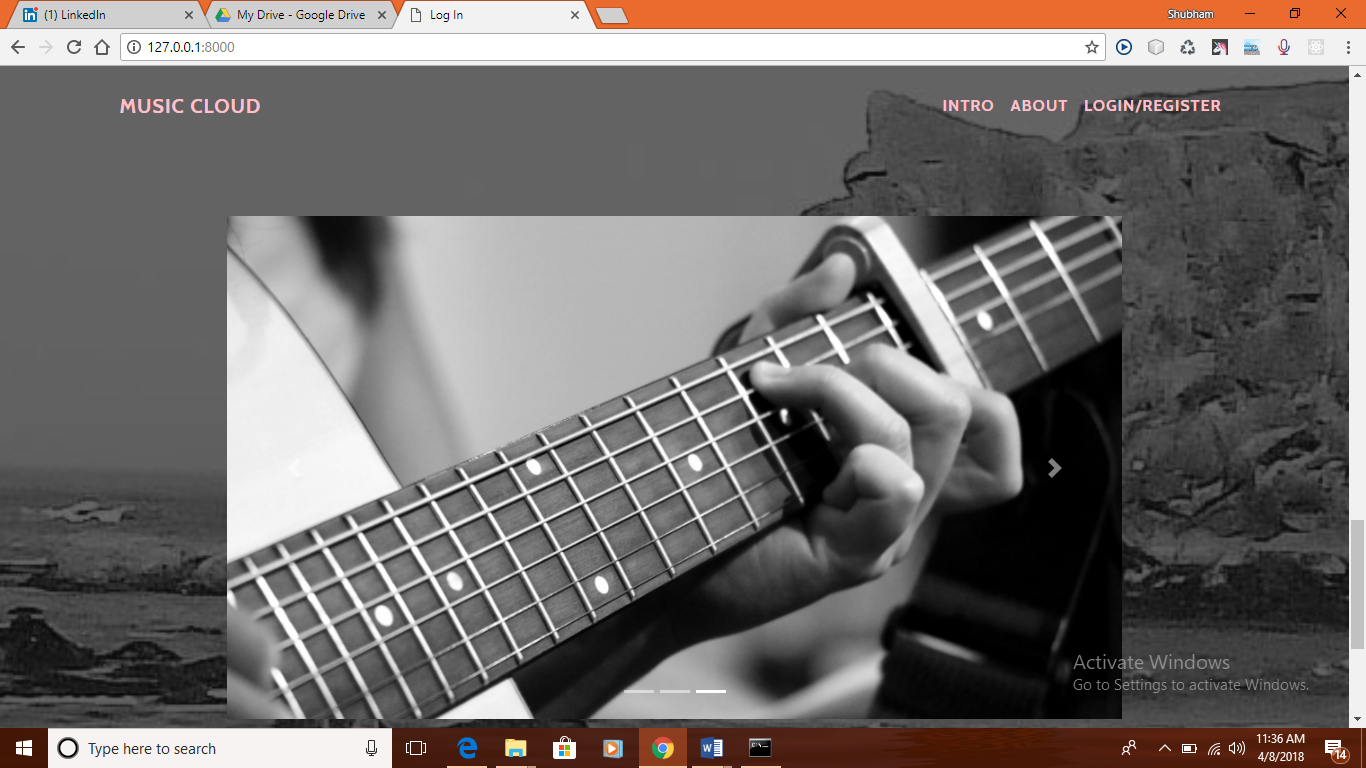 (1) LinkedIn
My Drive - Google Drive
Log In
Shubham
127.0.0.1:8000
MUSIC CLOUD
INTRO ABOUT LOGIN/REGISTER
Activate Windows
Go to Settings to activate Windows.
Type here to search
11:36 AM
4/8/2018
14